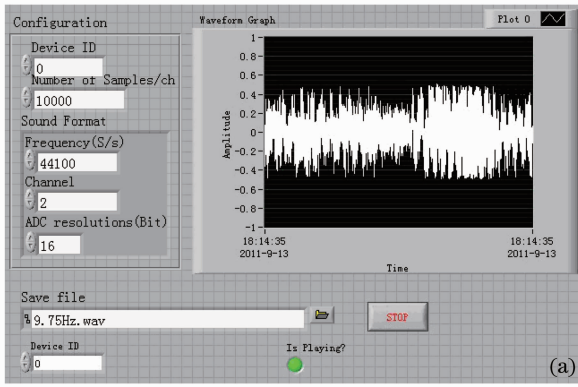 Configuration
Device ID
0
Number of Samples/ch
10000
Sound Format
Frequency(S/s)
44100
Channel
2
ADC resolutions(Bit)
16
Waveform Graph
Plot 0
Amplitude
1
0.8
0.6
0.4
0.2
0
-0.2
-0.4
-0.6
-0.8
-1
18:14:35
2011-9-13
18:14:35
2011-9-13
Time
Save file
9.75Hz.wav
STOP
Device ID
0
Is Playing?
(a)